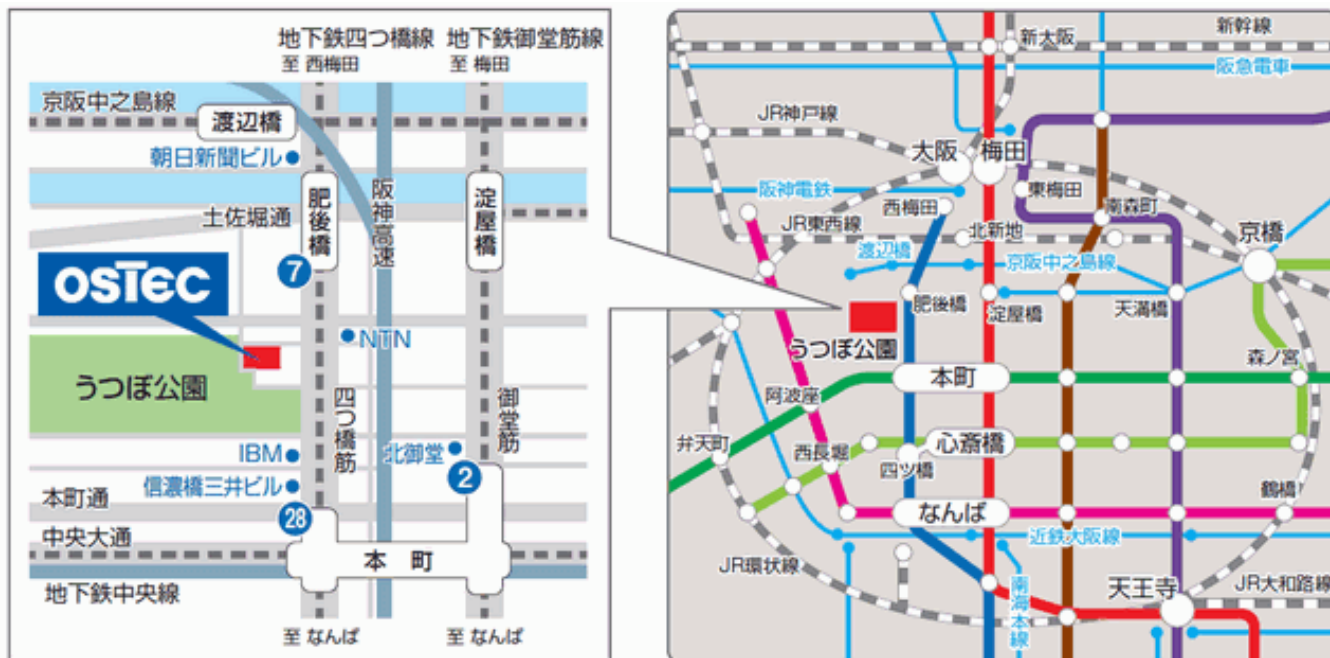 地下鉄四つ橋線
至 西梅田
地下鉄御堂筋線
至 梅田
京阪中之島線
渡辺橋
朝日新聞ビル
肥後橋
阪神高速
淀屋橋
土佐堀通
OSTEC
7
NTN
うつぼ公園
四つ橋筋
御堂筋
IBM
北御堂
2
信濃橋三井ビル
本町通
28
中央大通
本町
地下鉄中央線
至 なんば
至 なんば
新大阪
新幹線
阪急電車
JR神戸線
大阪
梅田
阪神電鉄
東梅田
西梅田
南森町
JR東西線
北新地
京橋
渡辺橋
京阪中之島線
肥後橋
淀屋橋
天満橋
うつぼ公園
森ノ宮
本町
阿波座
弁天町
心斎橋
西長堀
四ツ橋
鶴橋
なんば
近鉄大阪線
JR環状線
南海本線
天王寺
JR大和路線